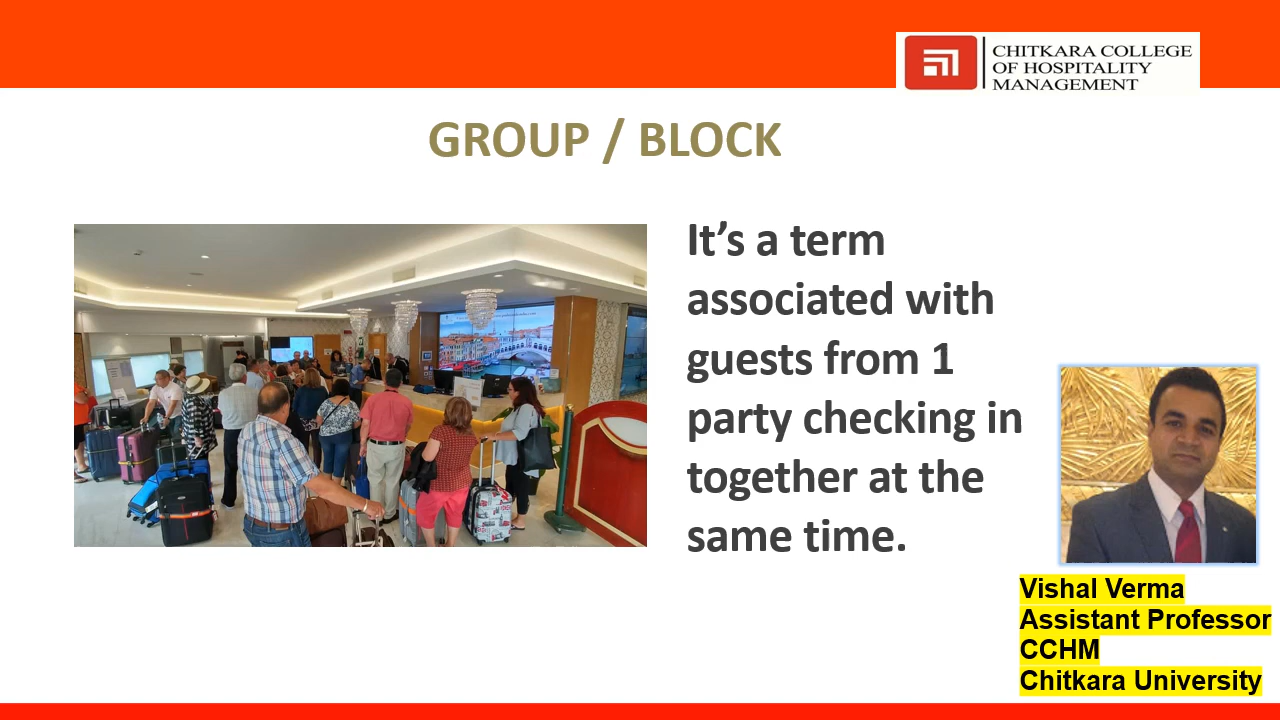 CHITKARA COLLEGE
OF HOSPITALITY
MANAGEMENT
GROUP / BLOCK
It’s a term
associated with
guests from 1
party checking in
together at the
same time.
Vishal Verma
Assistant Professor
CCHM
Chitkara University